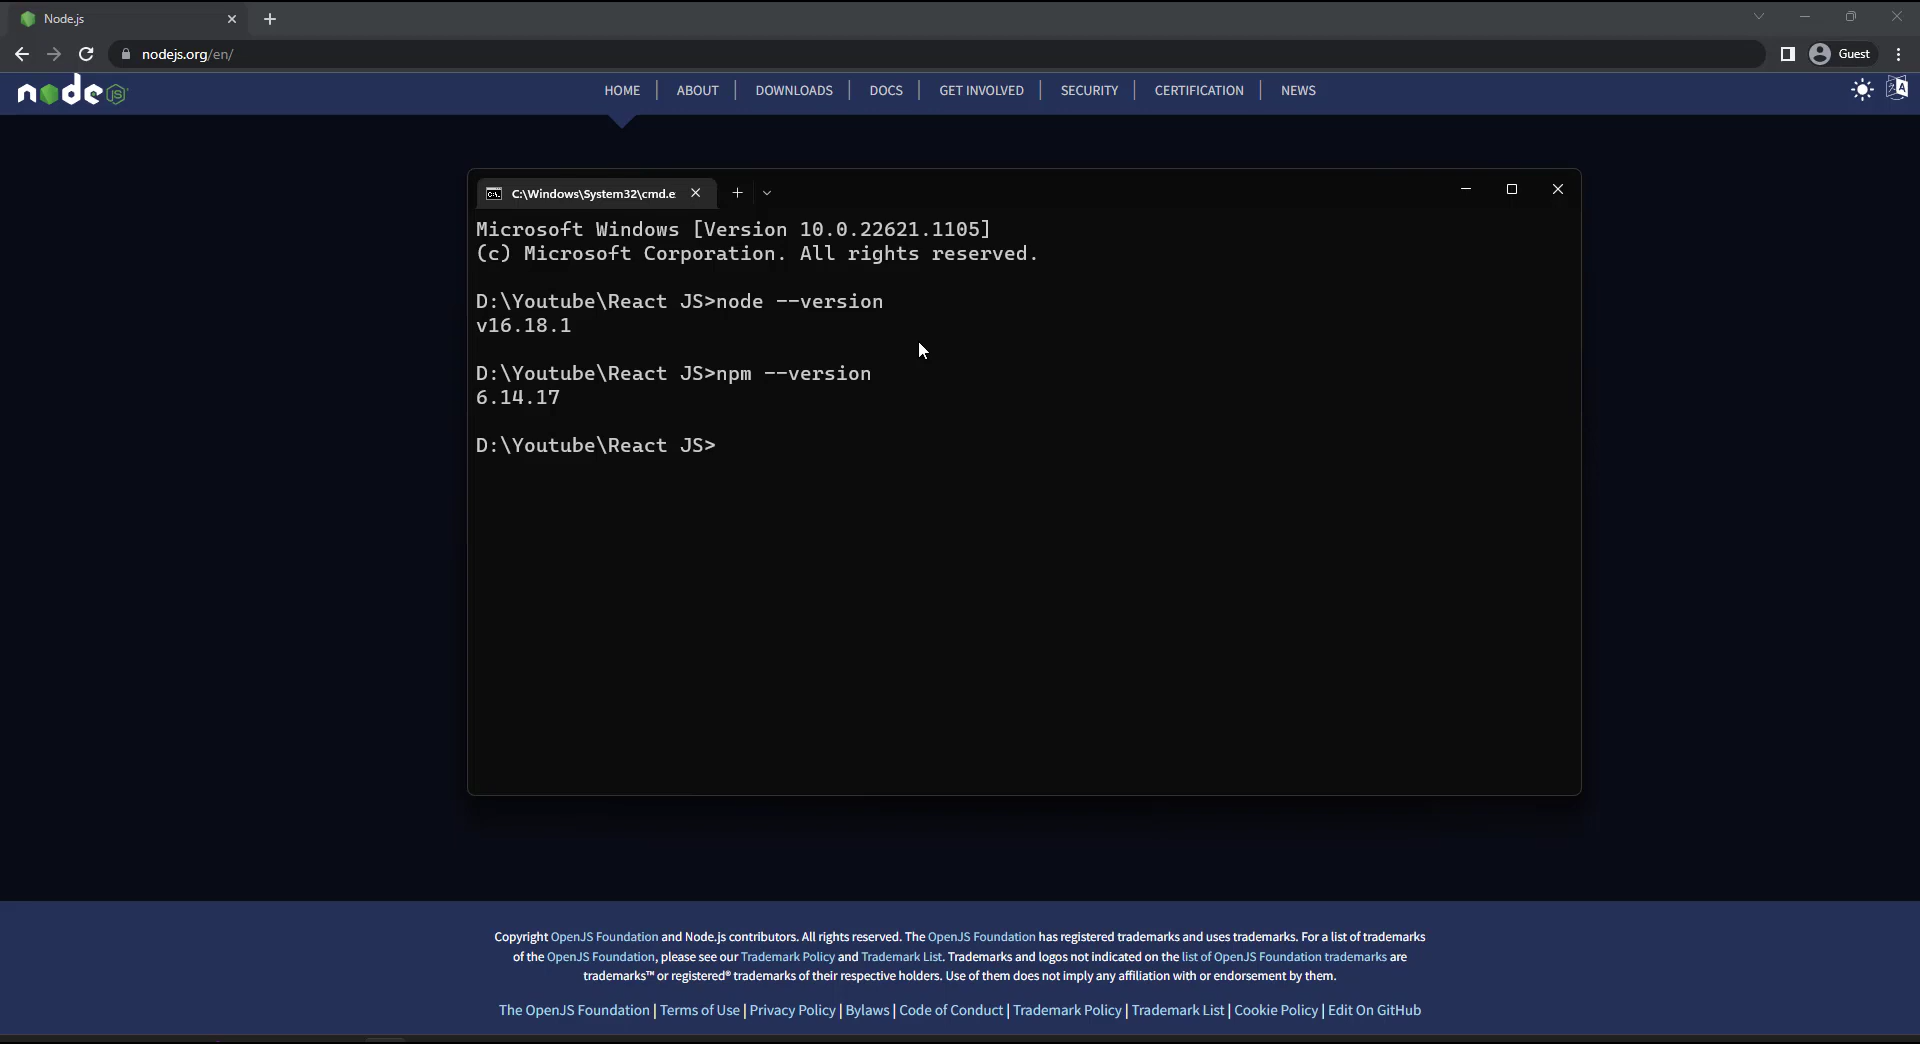 Node.js
nodejs.org/en/
Guest
node JS
HOME
ABOUT
DOWNLOADS
DOCS
GET INVOLVED
SECURITY
CERTIFICATION
NEWS
C:\Windows\System32\cmd.e
Microsoft Windows [Version 10.0.22621.1105]
(c) Microsoft Corporation. All rights reserved.
D:\Youtube\React JS>node --version
v16.18.1
D:\Youtube\React JS>npm --version
6.14.17
D:\Youtube\React JS>
Copyright OpenJS Foundation and Node.js contributors. All rights reserved. The OpenJS Foundation has registered trademarks and uses trademarks. For a list of trademarks
of the OpenJS Foundation, please see our Trademark Policy and Trademark List. Trademarks and logos not indicated on the list of OpenJS Foundation trademarks are
trademarks™ or registered® trademarks of their respective holders. Use of them does not imply any affiliation with or endorsement by them.
The OpenJS Foundation | Terms of Use | Privacy Policy | Bylaws | Code of Conduct | Trademark Policy | Trademark List | Cookie Policy | Edit On GitHub